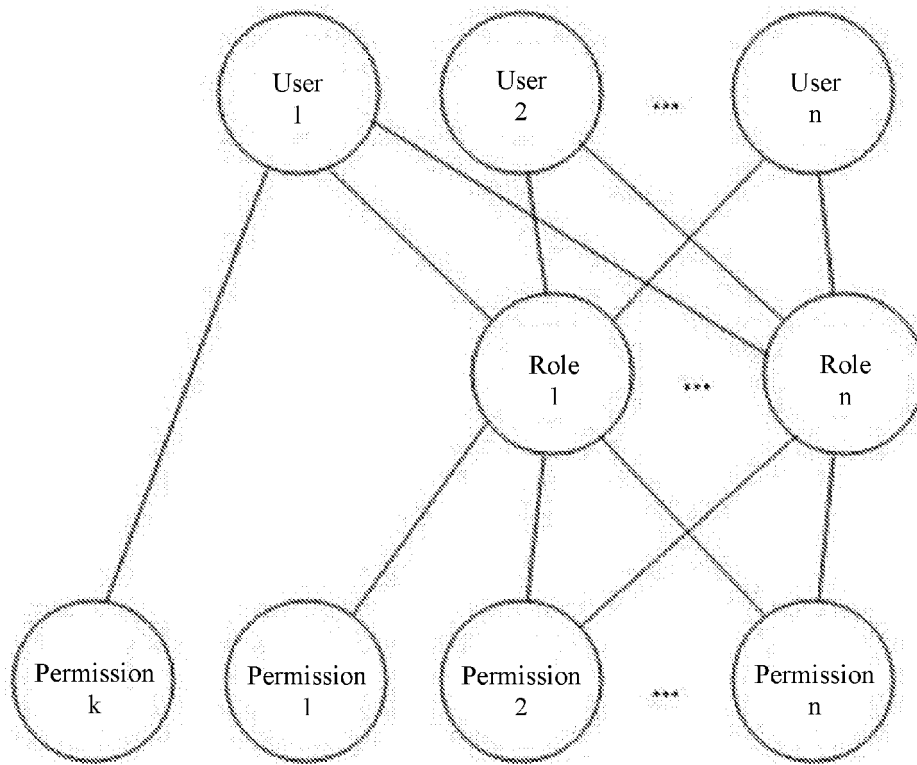 User
1
User
2
...
User
n
Role
1
...
Role
n
Permission
k
Permission
1
Permission
2
...
Permission
n